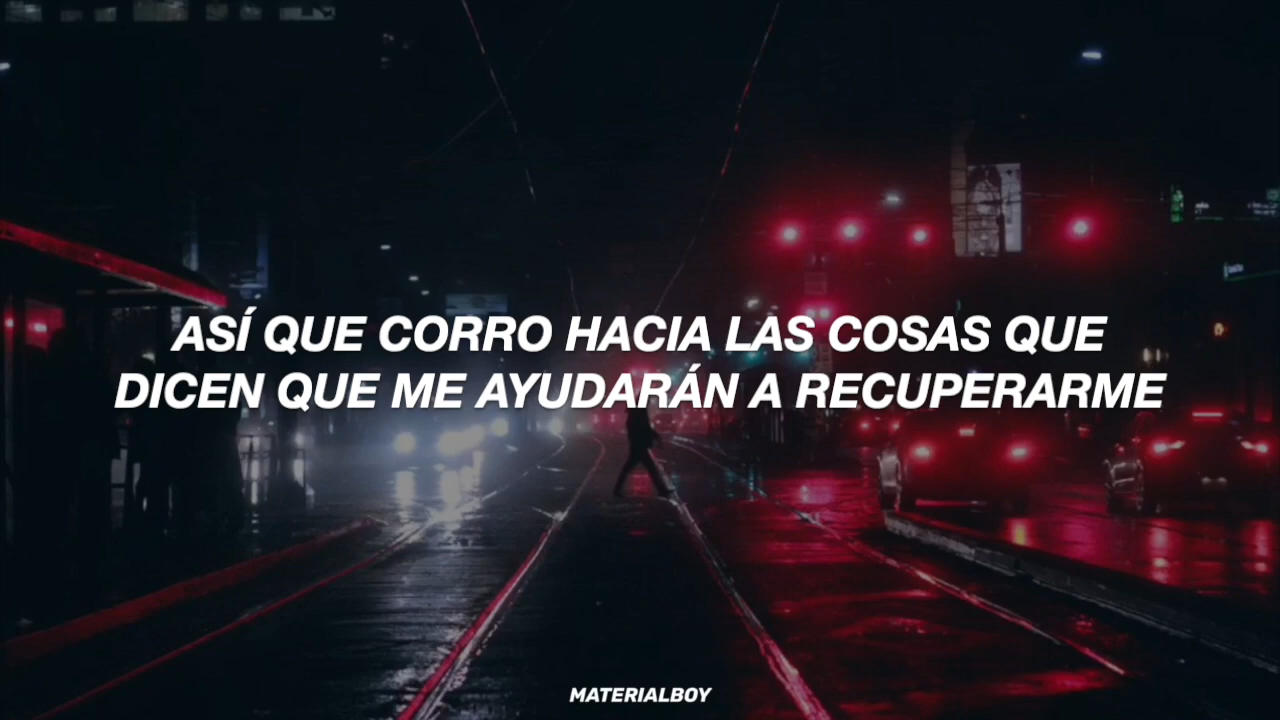 ASÍ QUE CORRO HACIA LAS COSAS QUE
DICEN QUE ME AYUDARÁN A RECUPERARME
MATERIALBOY